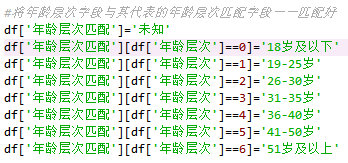 #将年龄层次字段与其代表的年龄层次匹配字段一一匹配好
df['年龄层次匹配']='未知'
df['年龄层次匹配'][df['年龄层次']==0]='18岁及以下'
df['年龄层次匹配'][df['年龄层次']==1]='19-25岁'
df['年龄层次匹配'][df['年龄层次']==2]='26-30岁'
df['年龄层次匹配'][df['年龄层次']==3]='31-35岁'
df['年龄层次匹配'][df['年龄层次']==4]='36-40岁'
df['年龄层次匹配'][df['年龄层次']==5]='41-50岁'
df['年龄层次匹配'][df['年龄层次']==6]='51岁及以上'